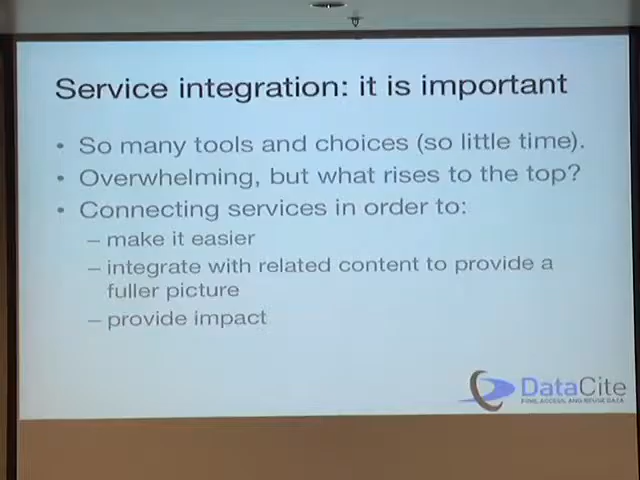 Service integration: it is important
• So many tools and choices (so little time).
• Overwhelming, but what rises to the top?
• Connecting services in order to:
– make it easier
– integrate with related content to provide a
fuller picture
– provide impact
DataCite
FIND, ACCESS, AND REUSE DATA